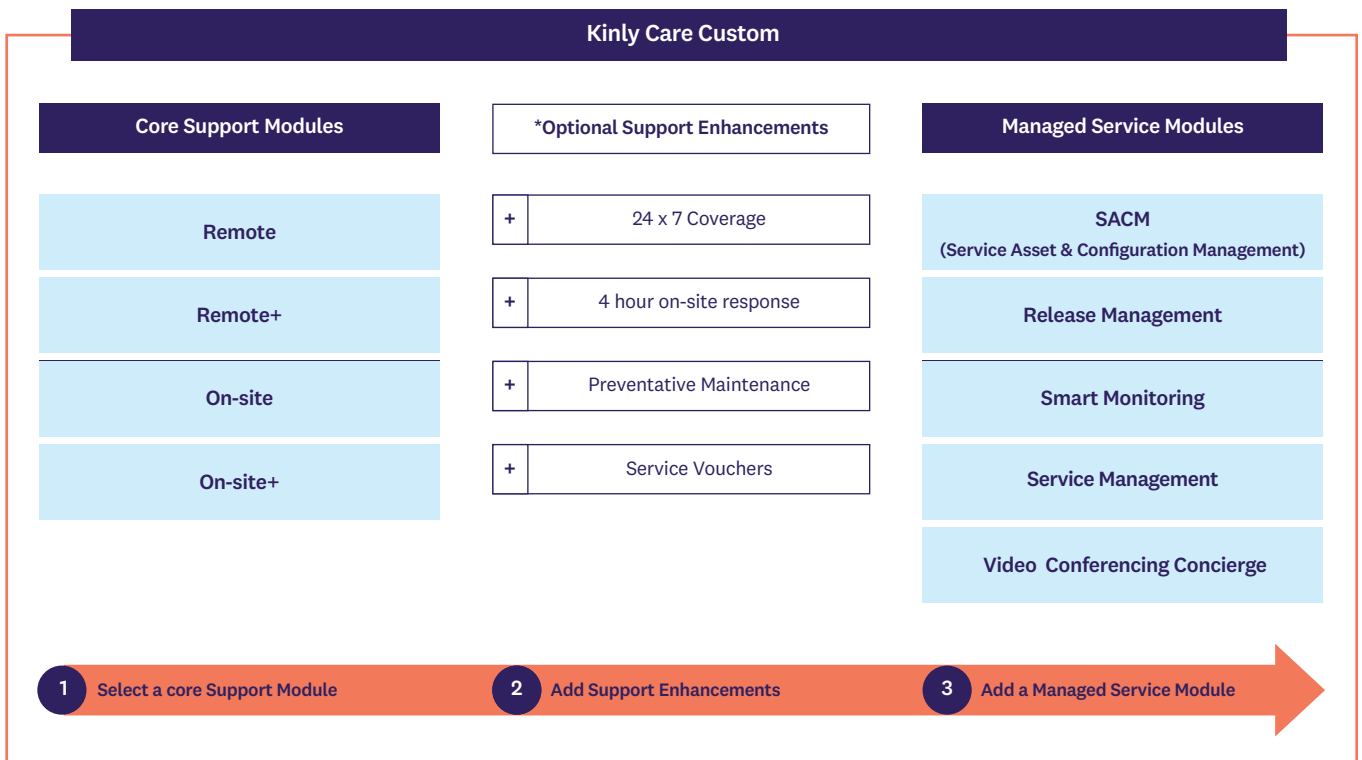 Kinly Care Custom
Core Support Modules
Remote
Remote+
On-site
On-site+
*Optional Support Enhancements
+ 24 x 7 Coverage
+ 4 hour on-site response
+ Preventative Maintenance
+ Service Vouchers
Managed Service Modules
SACM
(Service Asset & Configuration Management)
Release Management
Smart Monitoring
Service Management
Video Conferencing Concierge
1 Select a core Support Module
2 Add Support Enhancements
3 Add a Managed Service Module